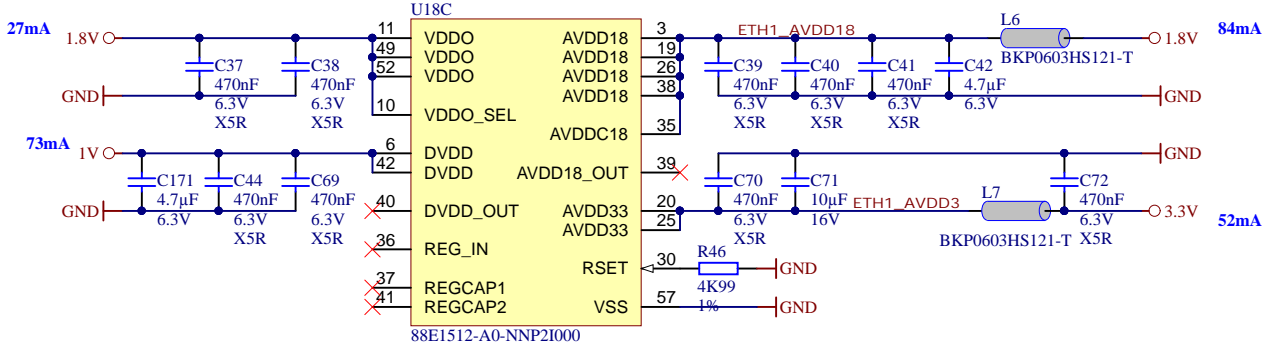 U18C
27mA
1.8V
GND
C37
470nF
6.3V
X5R
C38
470nF
6.3V
X5R
73mA
1V
GND
C171
4.7µF
6.3V
C44
470nF
6.3V
X5R
C69
470nF
6.3V
X5R
11 VDDO
49 VDDO
52 VDDO
10 VDDO_SEL
6 DVDD
42 DVDD
40 DVDD_OUT
36 REG_IN
37 REGCAP1
41 REGCAP2
AVDD18 3
AVDD18 19
AVDD18 26
AVDD18 38
AVDDC18 35
AVDD18_OUT 39
AVDD33 20
AVDD33 25
RSET 30
VSS 57
88E1512-A0-NNP2I000
ETH1_AVDD18
L6
BKP0603HS121-T
1.8V
84mA
C39
470nF
6.3V
X5R
C40
470nF
6.3V
X5R
C41
470nF
6.3V
X5R
C42
4.7µF
6.3V
GND
GND
C70
470nF
6.3V
X5R
C71
10µF
16V
ETH1_AVDD3
L7
BKP0603HS121-T
C72
470nF
6.3V
X5R
3.3V
52mA
R46
4K99
1%
GND
GND